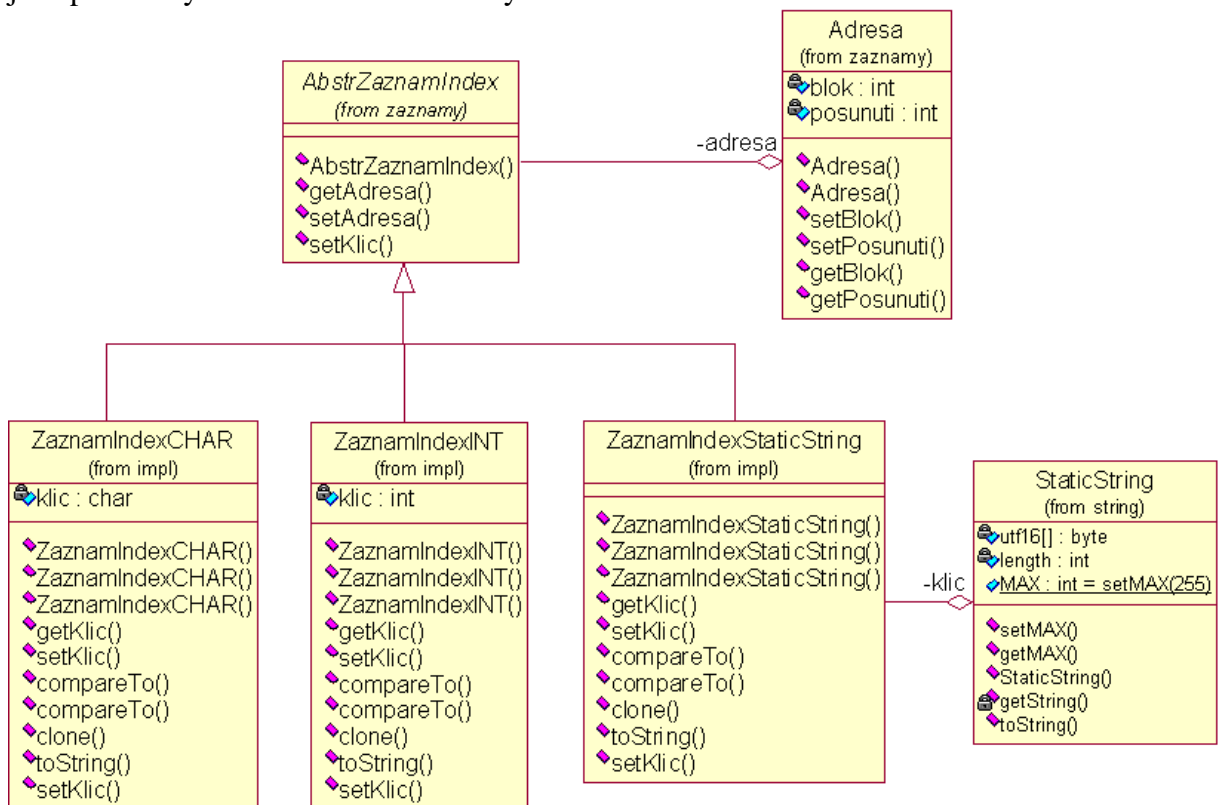 AbstrZaznamIndex
(from zaznamy)
AbstrZaznamIndex()
getAdresa()
setAdresa()
setKlic()
-adresa
Adresa
(from zaznamy)
blok : int
posunuti : int
Adresa()
Adresa()
setBlok()
setPosunuti()
getBlok()
getPosunuti()
ZaznamIndexCHAR
(from impl)
klic : char
ZaznamIndexCHAR()
ZaznamIndexCHAR()
ZaznamIndexCHAR()
getKlic()
setKlic()
compareTo()
compareTo()
clone()
toString()
setKlic()
ZaznamIndexINT
(from impl)
klic : int
ZaznamIndexINT()
ZaznamIndexINT()
ZaznamIndexINT()
getKlic()
setKlic()
compareTo()
compareTo()
clone()
toString()
setKlic()
ZaznamIndexStaticString
(from impl)
ZaznamIndexStaticString()
ZaznamIndexStaticString()
ZaznamIndexStaticString()
getKlic()
setKlic()
compareTo()
compareTo()
clone()
toString()
setKlic()
-klic
StaticString
(from string)
utf16[] : byte
length : int
MAX : int = setMAX(255)
setMAX()
getMAX()
StaticString()
getString()
toString()